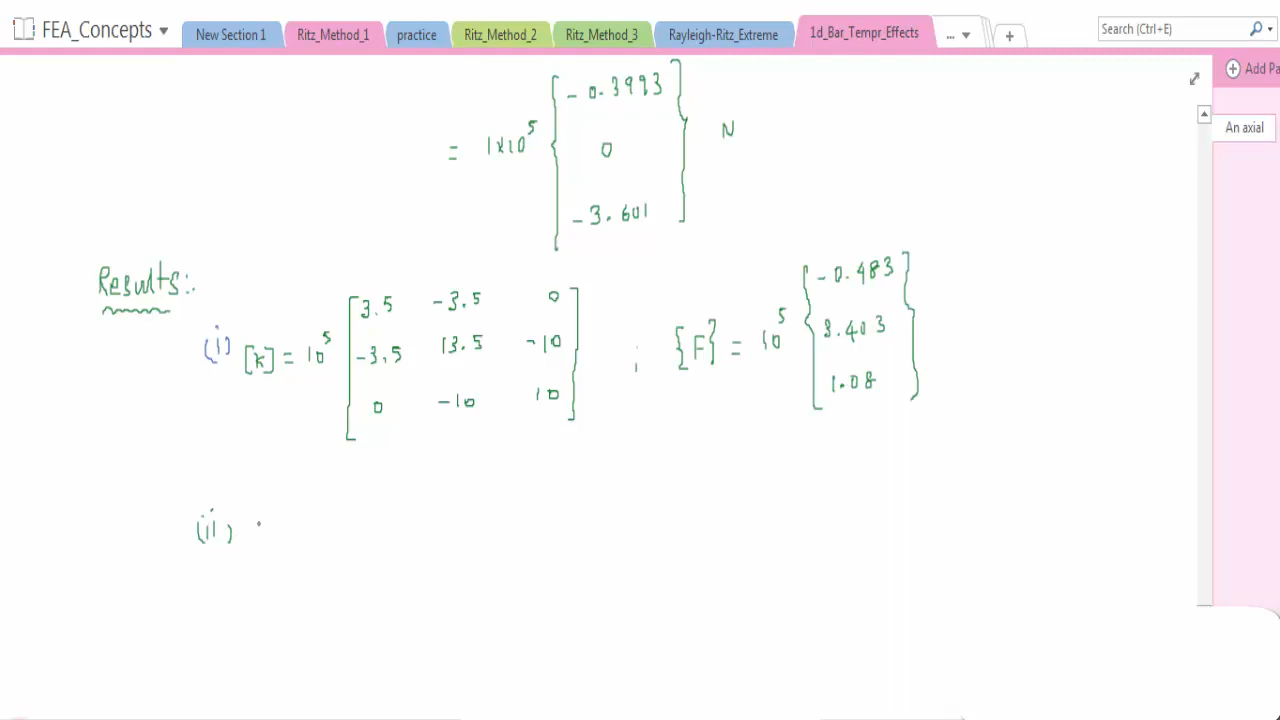 FEA_Concepts
New Section 1
Ritz_Method_1
practice
Ritz_Method_2
Ritz_Method_3
Rayleigh-Ritz_Extreme
1d_Bar_Tempr_Effects
...
+
Search (Ctrl+E)
Add Pa
An axial
-0.3993
= 1x10^5 0 N
-3.601
Results:
3.5 -3.5 0
(i) [K] = 10^5 -3.5 13.5 -10
0 -10 10
; {F} = 10^5
-0.483
3.403
1.08
(ii)